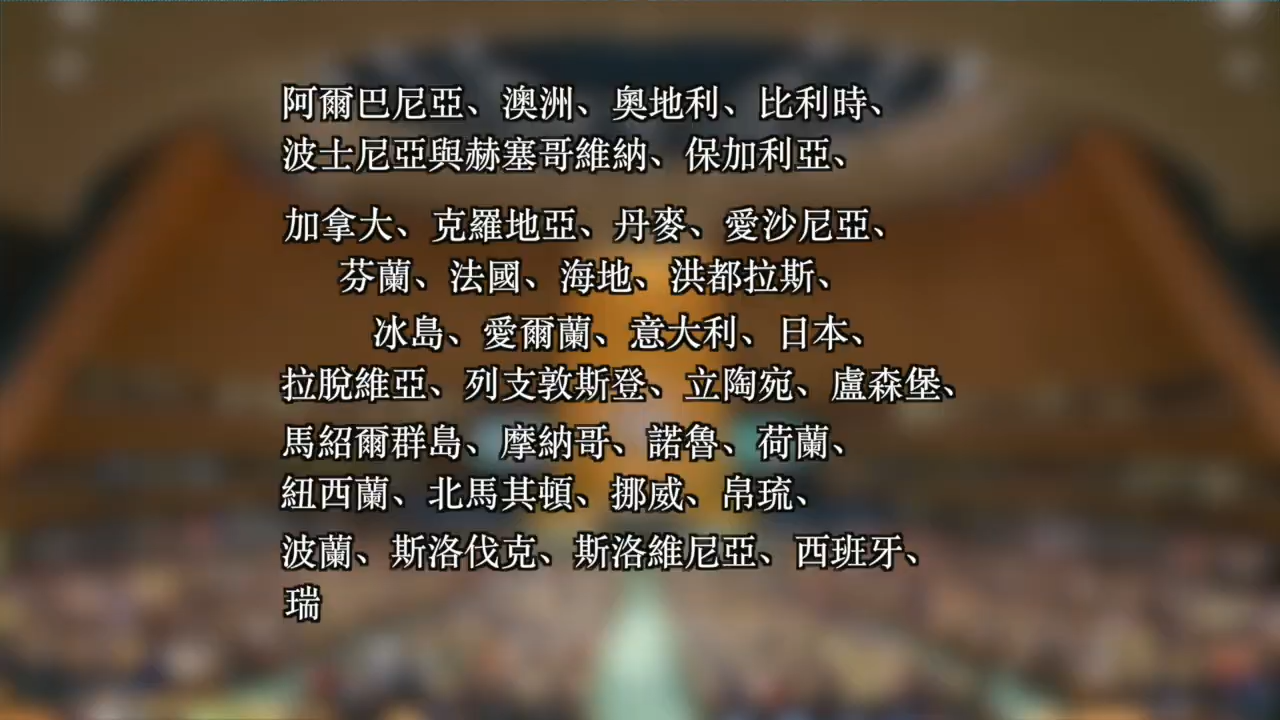 阿爾巴尼亞、澳洲、奧地利、比利時、
波士尼亞與赫塞哥維納、保加利亞、
加拿大、克羅地亞、丹麥、愛沙尼亞、
芬蘭、法國、海地、洪都拉斯、
冰島、愛爾蘭、意大利、日本、
拉脫維亞、列支敦斯登、立陶宛、盧森堡、
馬紹爾群島、摩納哥、諾魯、荷蘭、
紐西蘭、北馬其頓、挪威、帛琉、
波蘭、斯洛伐克、斯洛維尼亞、西班牙、
瑞